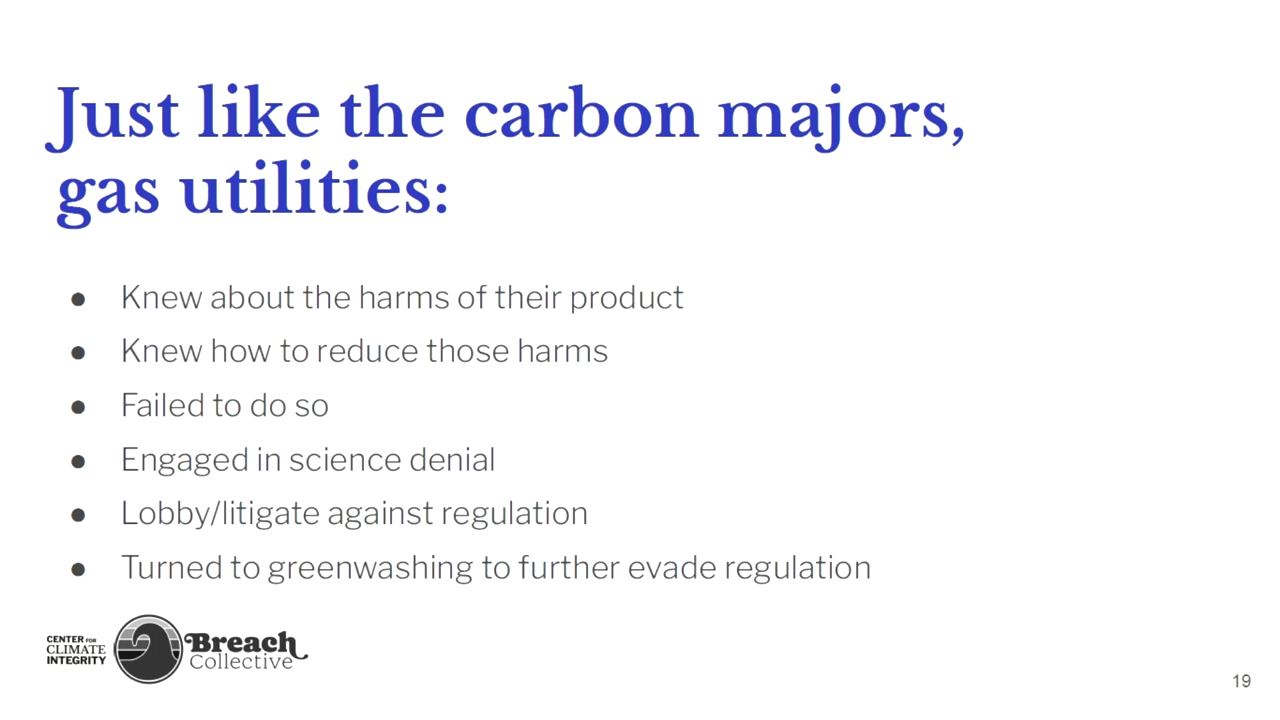 Just like the carbon majors,
gas utilities:
● Knew about the harms of their product
● Knew how to reduce those harms
● Failed to do so
● Engaged in science denial
● Lobby/litigate against regulation
● Turned to greenwashing to further evade regulation
CENTER FOR
CLIMATE
INTEGRITY
Breach
Collective
19